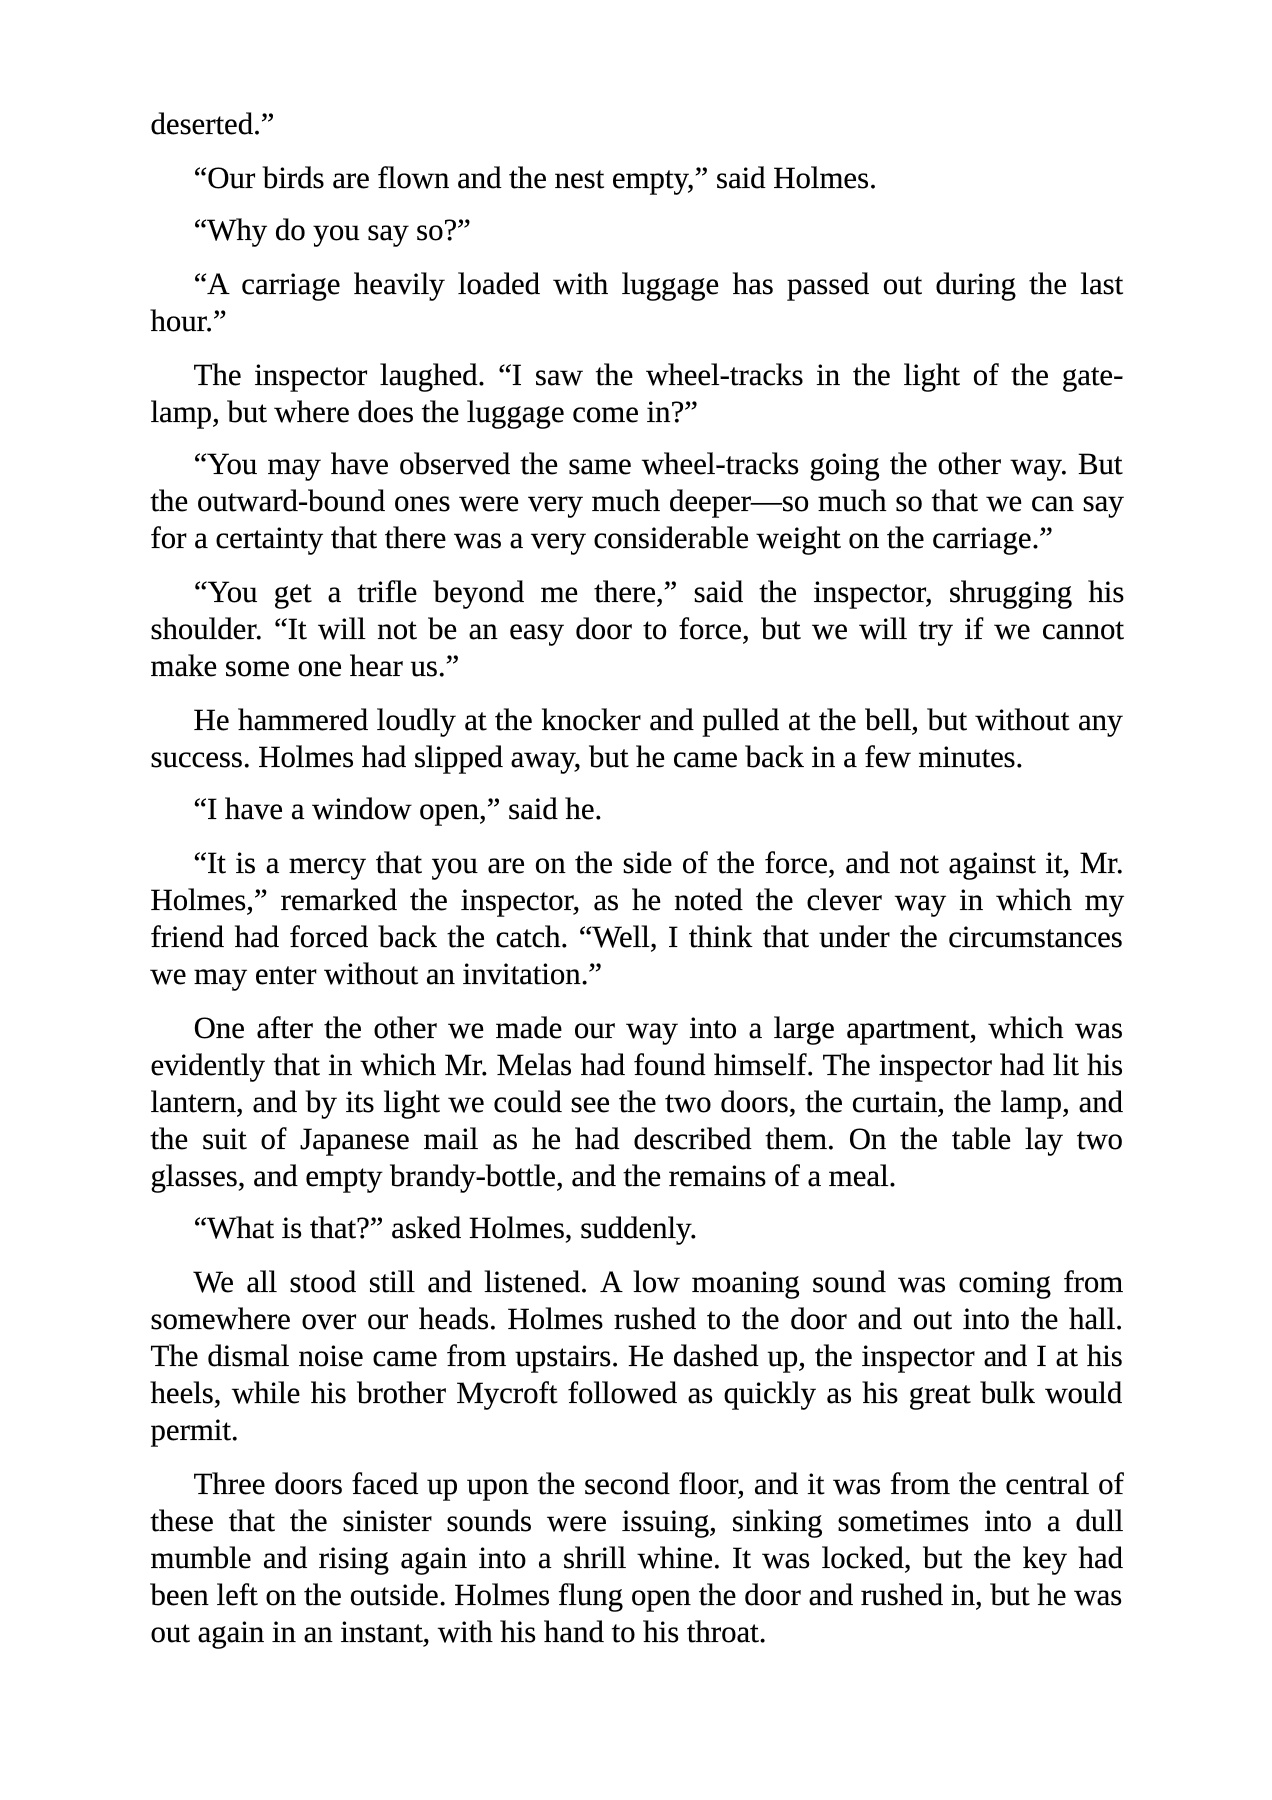 deserted.”
“Our birds are flown and the nest empty,” said Holmes.
“Why do you say so?”
“A carriage heavily loaded with luggage has passed out during the last
hour.”
The inspector laughed. “I saw the wheel-tracks in the light of the gate-
lamp, but where does the luggage come in?”
“You may have observed the same wheel-tracks going the other way. But
the outward-bound ones were very much deeper—so much so that we can say
for a certainty that there was a very considerable weight on the carriage.”
“You get a trifle beyond me there,” said the inspector, shrugging his
shoulder. “It will not be an easy door to force, but we will try if we cannot
make some one hear us.”
He hammered loudly at the knocker and pulled at the bell, but without any
success. Holmes had slipped away, but he came back in a few minutes.
“I have a window open,” said he.
“It is a mercy that you are on the side of the force, and not against it, Mr.
Holmes,” remarked the inspector, as he noted the clever way in which my
friend had forced back the catch. “Well, I think that under the circumstances
we may enter without an invitation.”
One after the other we made our way into a large apartment, which was
evidently that in which Mr. Melas had found himself. The inspector had lit his
lantern, and by its light we could see the two doors, the curtain, the lamp, and
the suit of Japanese mail as he had described them. On the table lay two
glasses, and empty brandy-bottle, and the remains of a meal.
“What is that?” asked Holmes, suddenly.
We all stood still and listened. A low moaning sound was coming from
somewhere over our heads. Holmes rushed to the door and out into the hall.
The dismal noise came from upstairs. He dashed up, the inspector and I at his
heels, while his brother Mycroft followed as quickly as his great bulk would
permit.
Three doors faced up upon the second floor, and it was from the central of
these that the sinister sounds were issuing, sinking sometimes into a dull
mumble and rising again into a shrill whine. It was locked, but the key had
been left on the outside. Holmes flung open the door and rushed in, but he was
out again in an instant, with his hand to his throat.